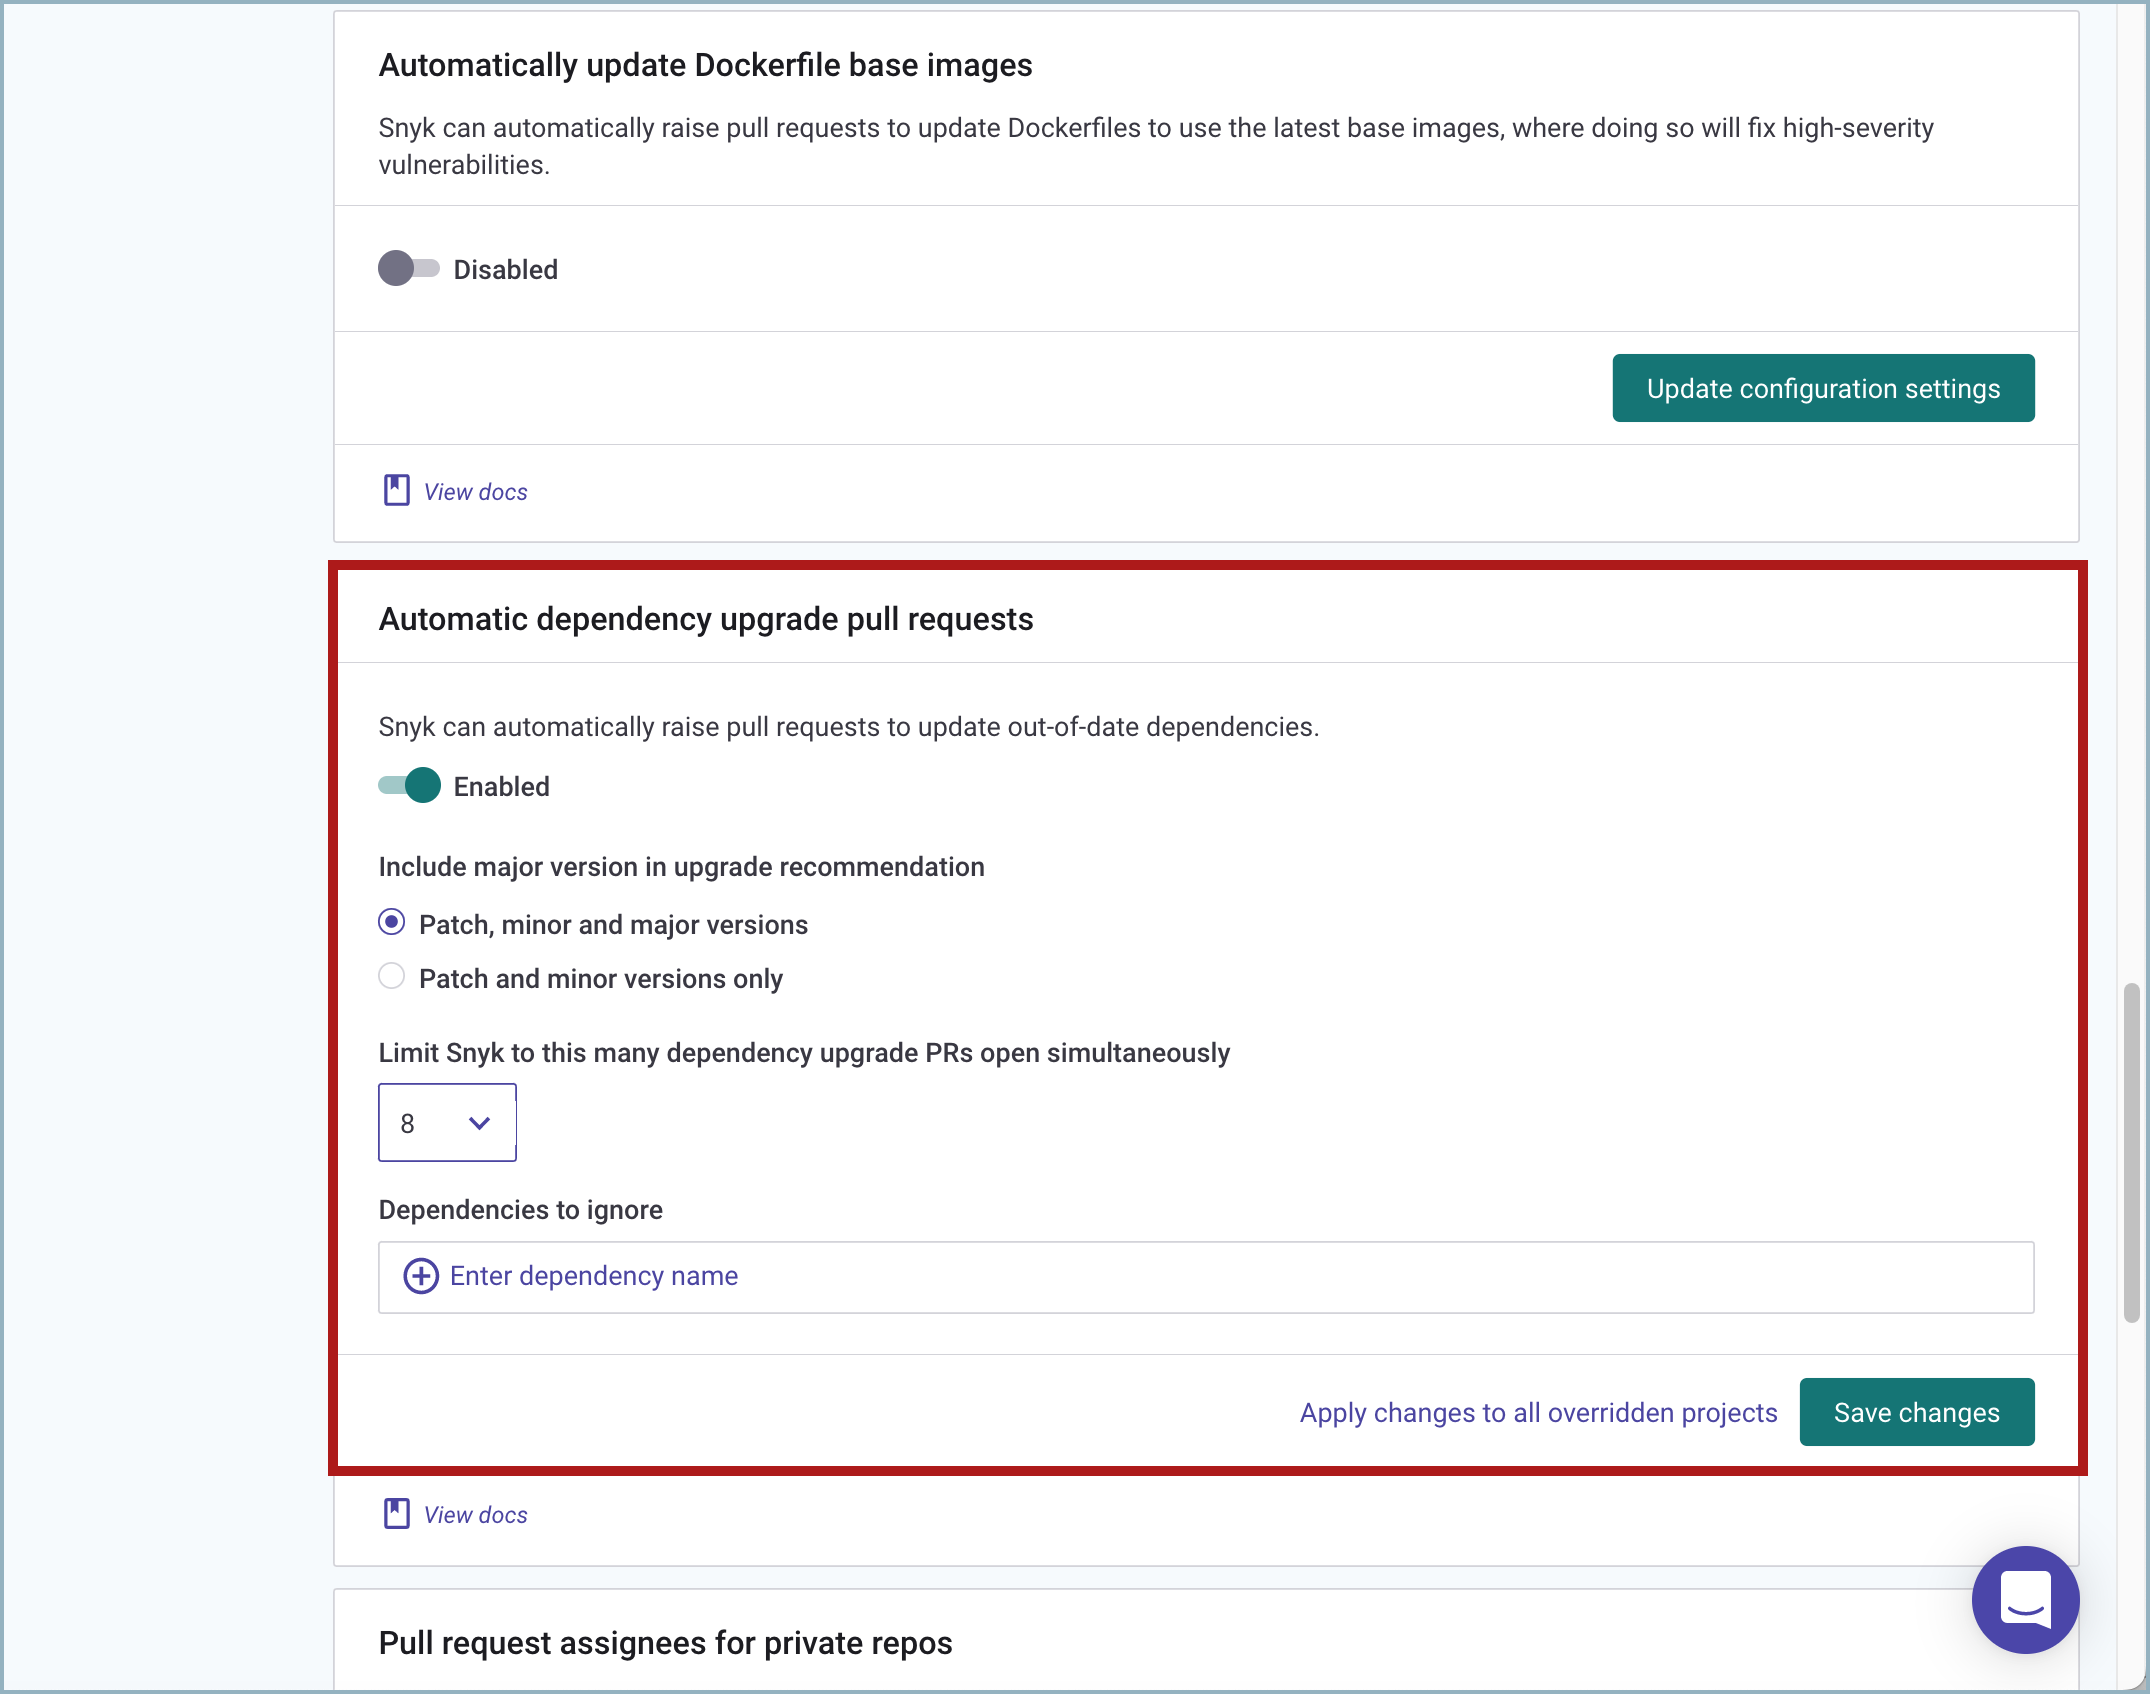 Automatically update Dockerfile base images
Snyk can automatically raise pull requests to update Dockerfiles to use the latest base images, where doing so will fix high-severity
vulnerabilities.
Disabled
Update configuration settings
View docs
Automatic dependency upgrade pull requests
Snyk can automatically raise pull requests to update out-of-date dependencies.
Enabled
Include major version in upgrade recommendation
Patch, minor and major versions
Patch and minor versions only
Limit Snyk to this many dependency upgrade PRs open simultaneously
8
Dependencies to ignore
Enter dependency name
Apply changes to all overridden projects
Save changes
View docs
Pull request assignees for private repos